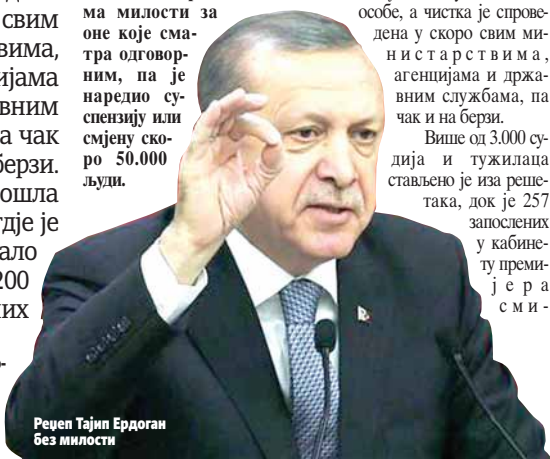 свим
вима,
ијама
вним
а чак
берзи.
ошла
гдје је
ало
200
них
о-
ма милости за
оне које сма-
тра одговор-
ним, па је
наредио су-
спензију или
смјену ско-
ро 50.000
људи.
особе, а чистка је спрове-
дена у скоро свим ми-
нистарствима,
агенцијама и држа-
вним службама, па
чак и на берзи.
Више од 3.000 су-
дија и тужилаца
стављено је иза реше-
така, док је 257
запослених
у кабине-
ту преми-
јера
сми-
Реџеп Тајип Ердоган
без милости